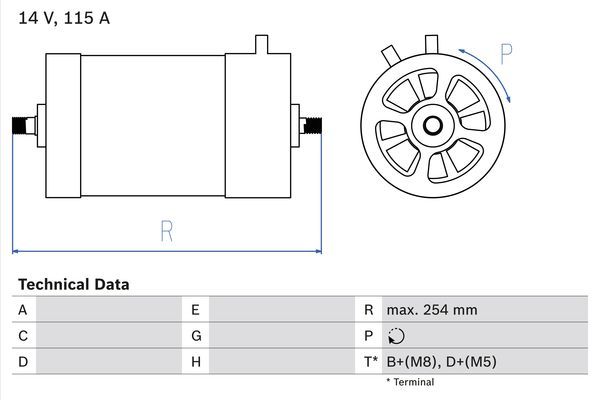 14 V, 115 A
P
R
Technical Data
A E R max. 254 mm
C G P
D H T* B+(M8), D+(M5)
* Terminal